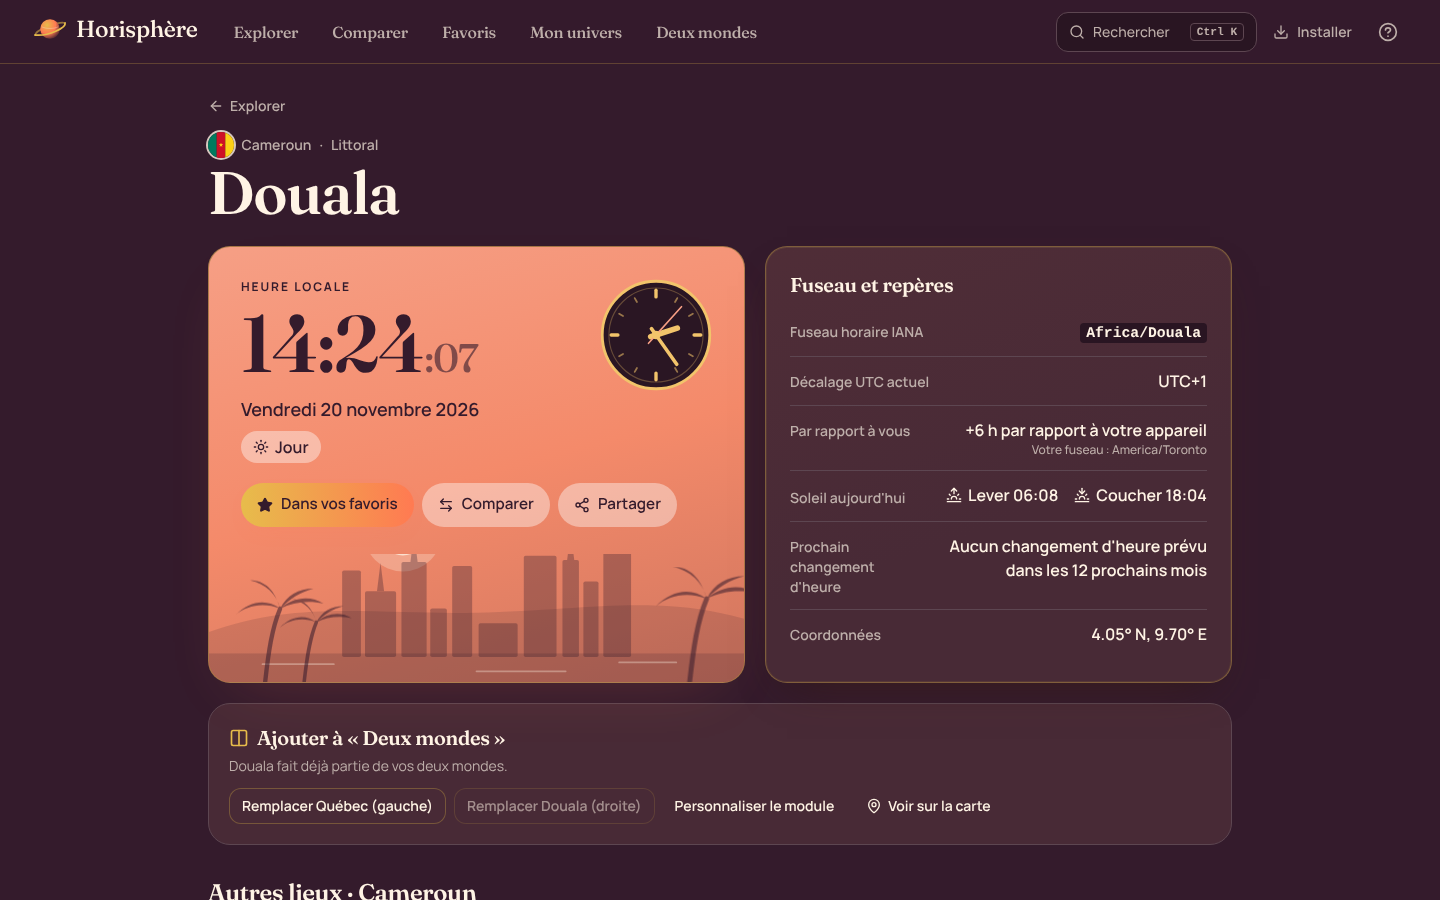 Horisphère
Explorer
Comparer
Favoris
Mon univers
Deux mondes
Rechercher
Ctrl K
Installer
Explorer
Cameroun · Littoral
Douala
HEURE LOCALE
14:24:07
Vendredi 20 novembre 2026
Jour
Dans vos favoris
Comparer
Partager
Fuseau et repères
Fuseau horaire IANA
Africa/Douala
Décalage UTC actuel
UTC+1
Par rapport à vous
+6 h par rapport à votre appareil
Votre fuseau : America/Toronto
Soleil aujourd'hui
Lever 06:08
Coucher 18:04
Prochain
changement
d'heure
Aucun changement d'heure prévu
dans les 12 prochains mois
Coordonnées
4.05° N, 9.70° E
Ajouter à « Deux mondes »
Douala fait déjà partie de vos deux mondes.
Remplacer Québec (gauche)
Remplacer Douala (droite)
Personnaliser le module
Voir sur la carte
Autres lieux · Cameroun